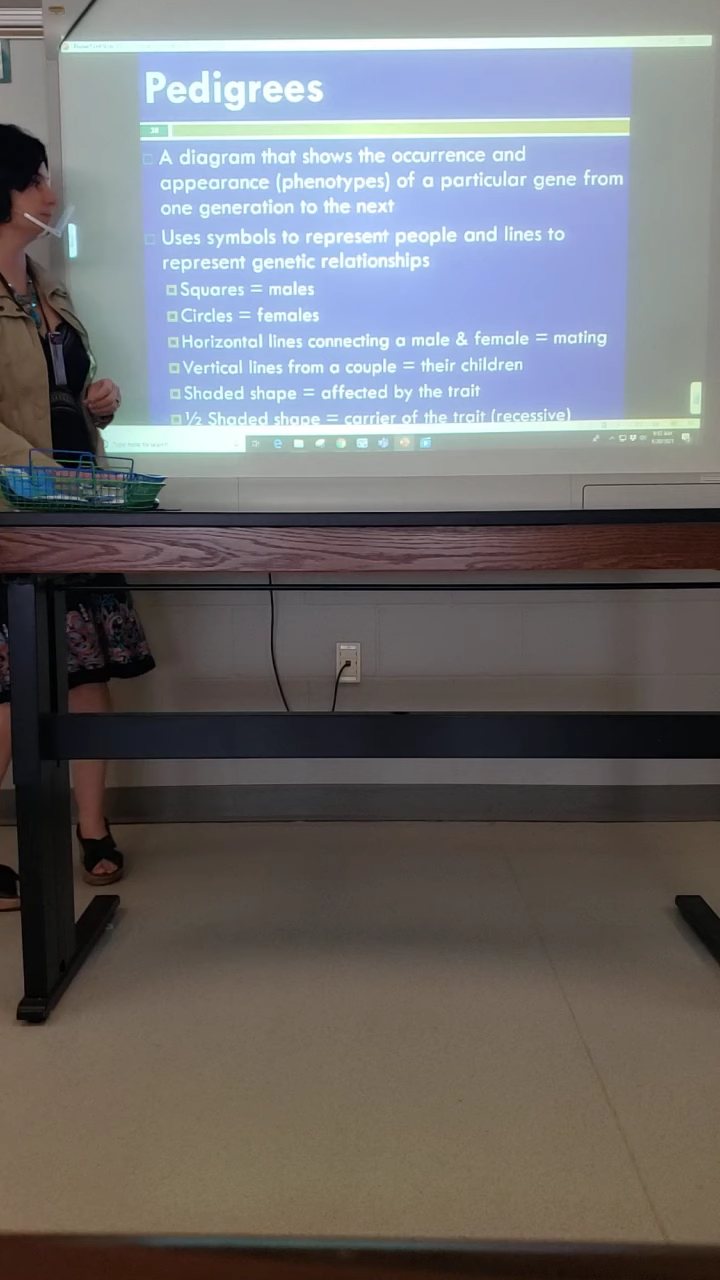 Pedigrees
38
A diagram that shows the occurrence and
appearance (phenotypes) of a particular gene from
one generation to the next
Uses symbols to represent people and lines to
represent genetic relationships
Squares = males
Circles = females
Horizontal lines connecting a male & female = mating
Vertical lines from a couple = their children
Shaded shape = affected by the trait
½ Shaded shape = carrier of the trait (recessive)